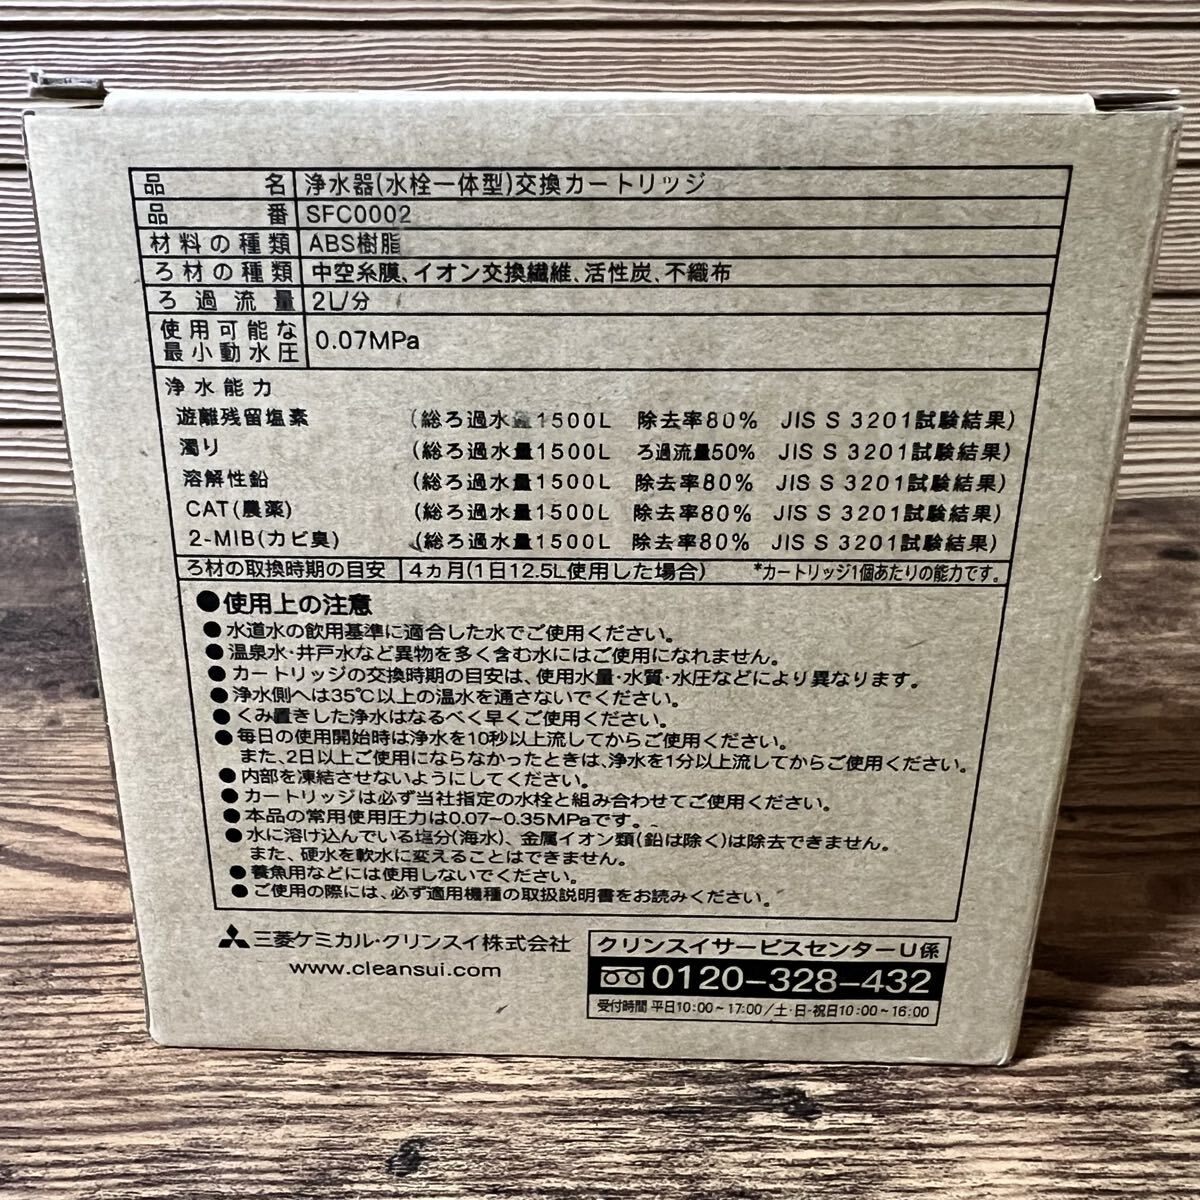 品名 浄水器(水栓一体型)交換カートリッジ
品番 SFC0002
材料の種類 ABS樹脂
ろ材の種類 中空糸膜、イオン交換繊維、活性炭、不織布
ろ過流量 2L/分
使用可能な
最小動水圧 0.07MPa
浄水能力
遊離残留塩素 (総ろ過水量1500L 除去率80% JIS S 3201試験結果)
濁り (総ろ過水量1500L ろ過流量50% JIS S 3201試験結果)
溶解性鉛 (総ろ過水量1500L 除去率80% JIS S 3201試験結果)
CAT(農薬) (総ろ過水量1500L 除去率80% JIS S 3201試験結果)
2-MIB(カビ臭) (総ろ過水量1500L 除去率80% JIS S 3201試験結果)
ろ材の取換時期の目安 4ヵ月(1日12.5L使用した場合) *カートリッジ1個あたりの能力です。
●使用上の注意
●水道水の飲用基準に適合した水でご使用ください。
●温泉水・井戸水など異物を多く含む水にはご使用になれません。
●カートリッジの交換時期の目安は、使用水量・水質・水圧などにより異なります。
●浄水側へは35℃以上の温水を通さないでください。
●くみ置きした浄水はなるべく早くご使用ください。
●毎日の使用開始時は浄水を10秒以上流してからご使用ください。
また、2日以上ご使用にならなかったときは、浄水を1分以上流してからご使用ください。
●内部を凍結させないようにしてください。
●カートリッジは必ず当社指定の水栓と組み合わせてご使用ください。
●本品の常用使用圧力は0.07~0.35MPaです。
●水に溶け込んでいる塩分(海水)、金属イオン類(鉛は除く)は除去できません。
また、硬水を軟水に変えることはできません。
●養魚用などには使用しないでください。
●ご使用の際には、必ず適用機種の取扱説明書をお読みください。
三菱ケミカル・クリンスイ株式会社
www.cleansui.com
クリンスイサービスセンターU係
0120-328-432
受付時間 平日10:00~17:00/土・日・祝日10:00~16:00